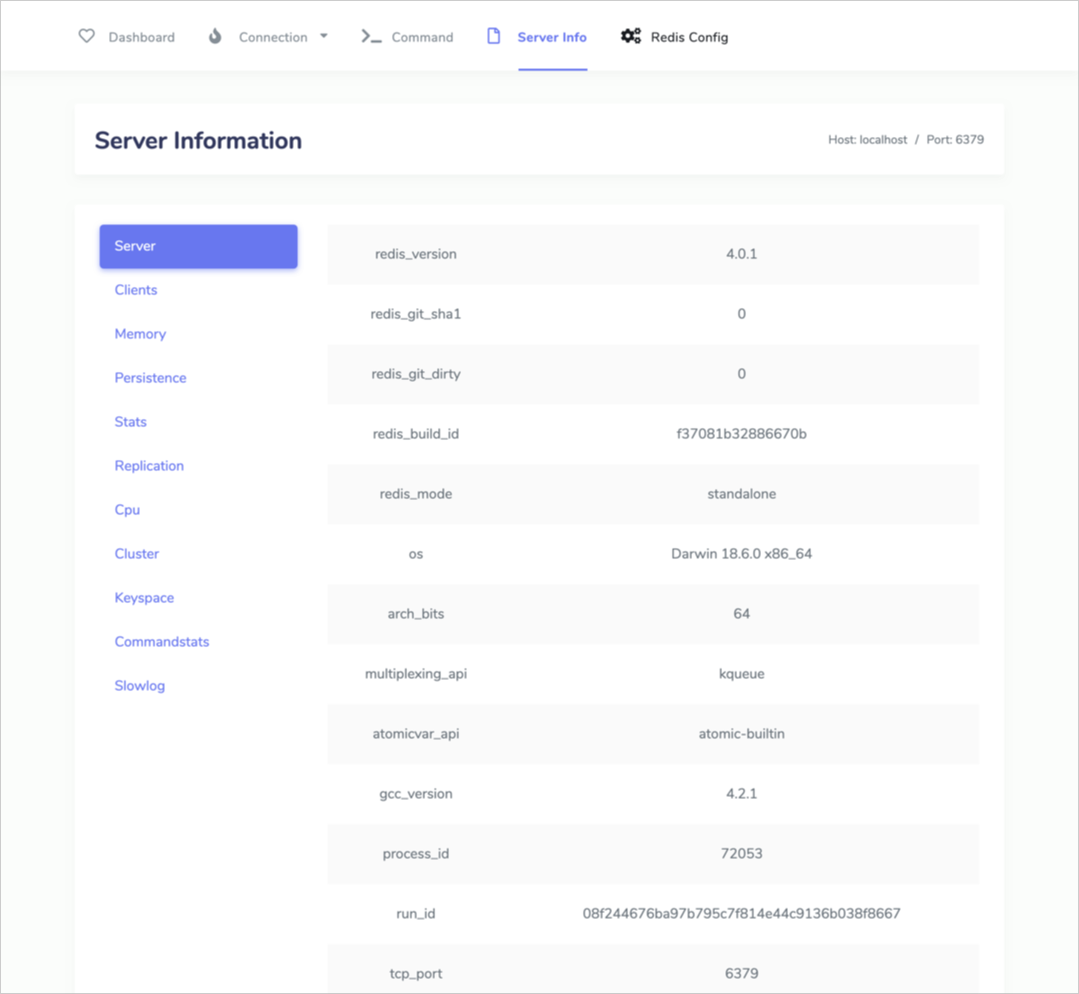 Dashboard Connection Command Server Info Redis Config
Server Information
Host: localhost / Port: 6379
Server
Clients
Memory
Persistence
Stats
Replication
Cpu
Cluster
Keyspace
Commandstats
Slowlog
redis_version 4.0.1
redis_git_sha1 0
redis_git_dirty 0
redis_build_id f37081b32886670b
redis_mode standalone
os Darwin 18.6.0 x86_64
arch_bits 64
multiplexing_api kqueue
atomicvar_api atomic-builtin
gcc_version 4.2.1
process_id 72053
run_id 08f244676ba97b795c7f814e44c9136b038f8667
tcp_port 6379